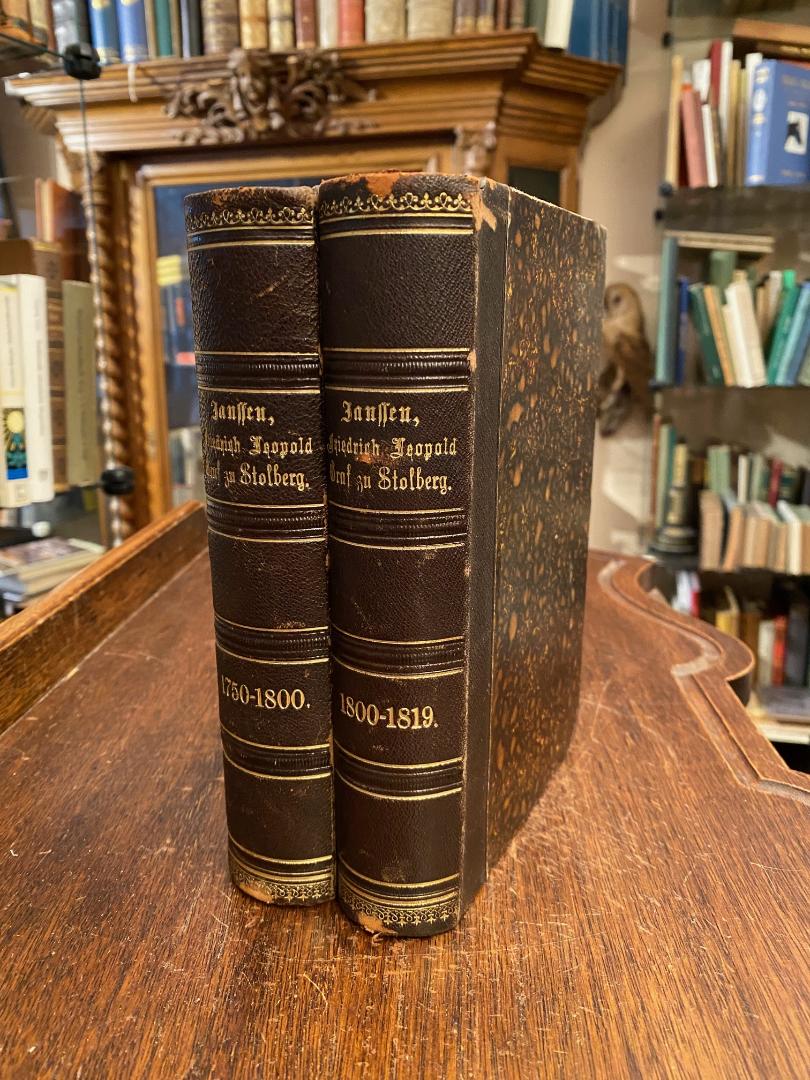 Janssen,
Friedrich Leopold
Graf zu Stolberg.
1750-1800.
Janssen,
Friedrich Leopold
Graf zu Stolberg.
1800-1819.